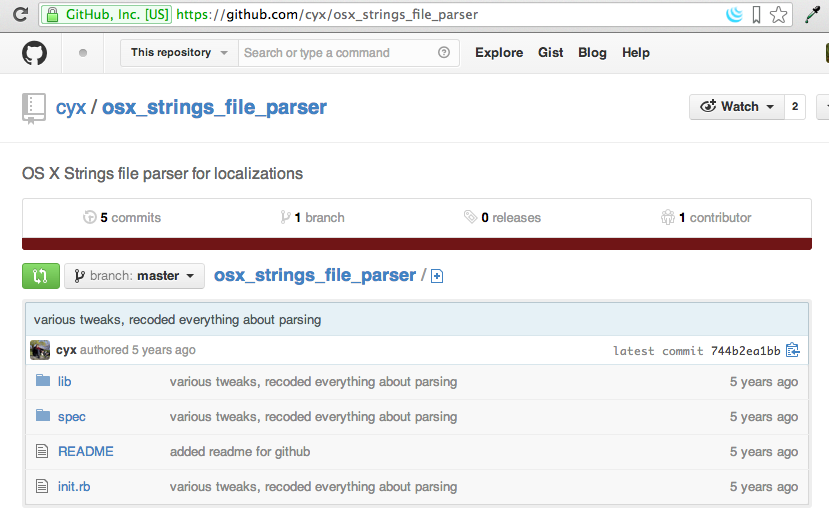 GitHub, Inc. [US] https://github.com/cyx/osx_strings_file_parser
This repository Search or type a command Explore Gist Blog Help
cyx / osx_strings_file_parser Watch 2
OS X Strings file parser for localizations
5 commits 1 branch 0 releases 1 contributor
branch: master osx_strings_file_parser /
various tweaks, recoded everything about parsing
cyx authored 5 years ago latest commit 744b2ea1bb
lib various tweaks, recoded everything about parsing 5 years ago
spec various tweaks, recoded everything about parsing 5 years ago
README added readme for github 5 years ago
init.rb various tweaks, recoded everything about parsing 5 years ago